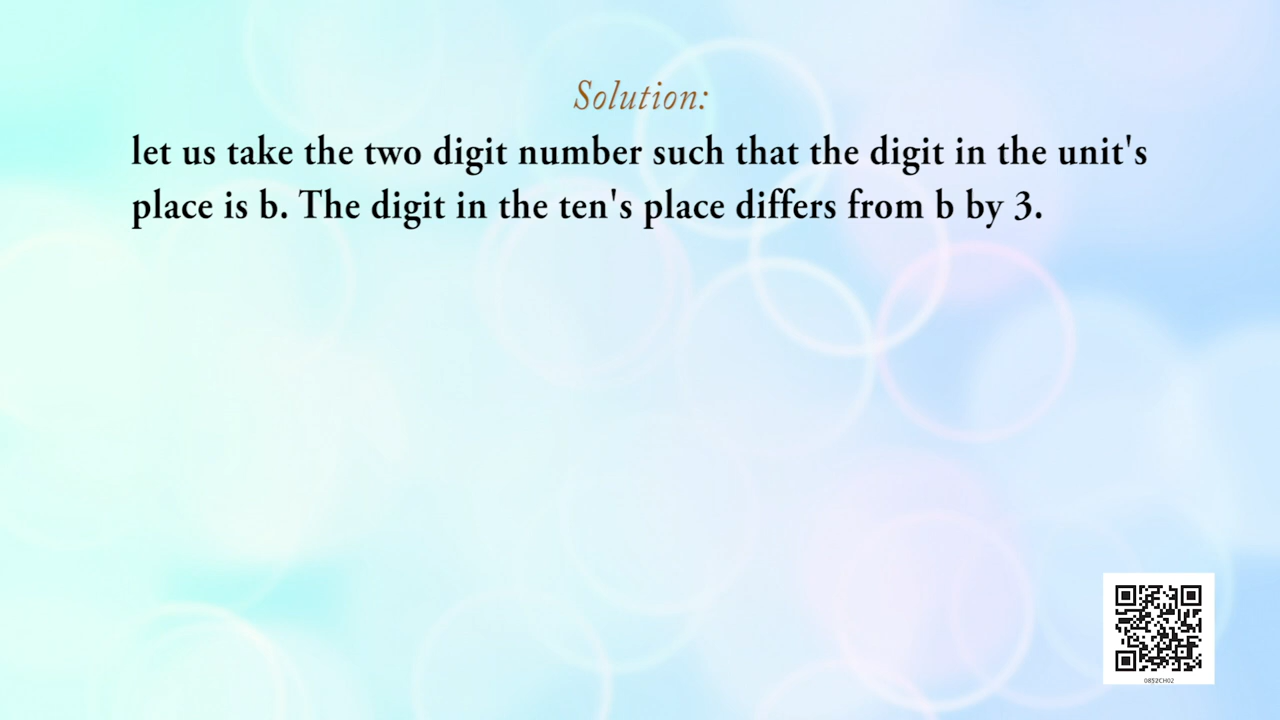 Solution:
let us take the two digit number such that the digit in the unit's
place is b. The digit in the ten's place differs from b by 3.
0852CH02